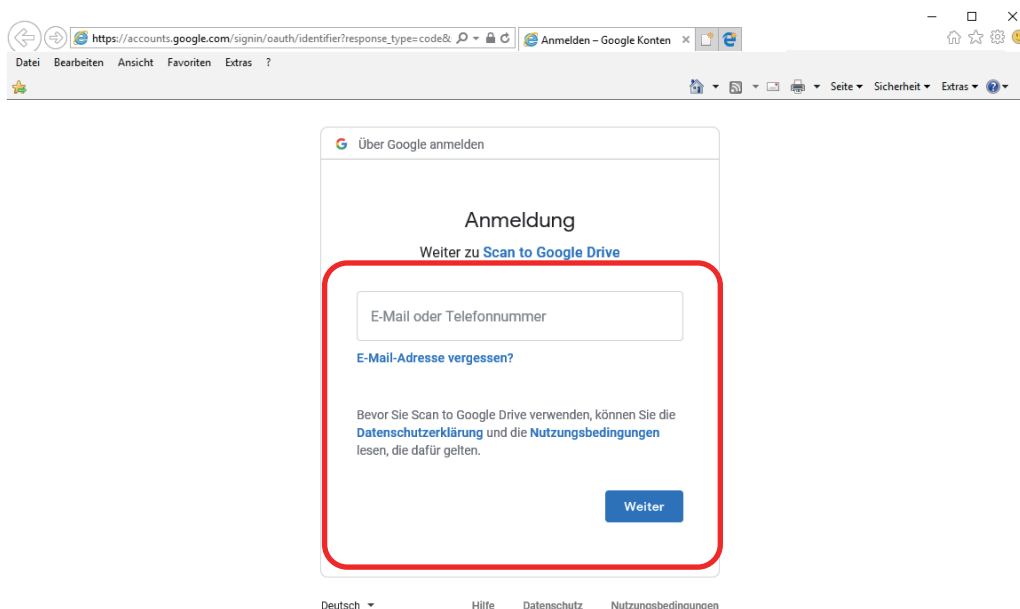 https://accounts.google.com/signin/oauth/identifier?response_type=code&
Anmelden – Google Konten
Datei Bearbeiten Ansicht Favoriten Extras ?
Seite Sicherheit Extras
Über Google anmelden
Anmeldung
Weiter zu Scan to Google Drive
E-Mail oder Telefonnummer
E-Mail-Adresse vergessen?
Bevor Sie Scan to Google Drive verwenden, können Sie die
Datenschutzerklärung und die Nutzungsbedingungen
lesen, die dafür gelten.
Weiter
Deutsch Hilfe Datenschutz Nutzungsbedingungen